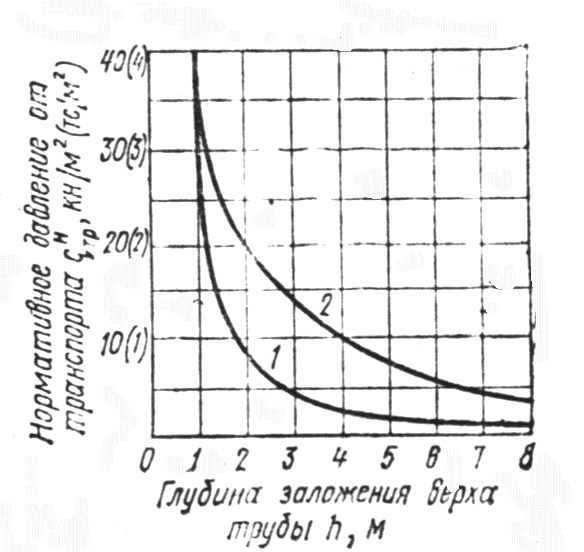 Нормативное давление от
транспорта qᴴтр, кн/м²(тс/м²)
40(4)
30(3)
20(2)
10(1)
1
2
0 1 2 3 4 5 6 7 8
Глубина заложения верха
трубы h, м